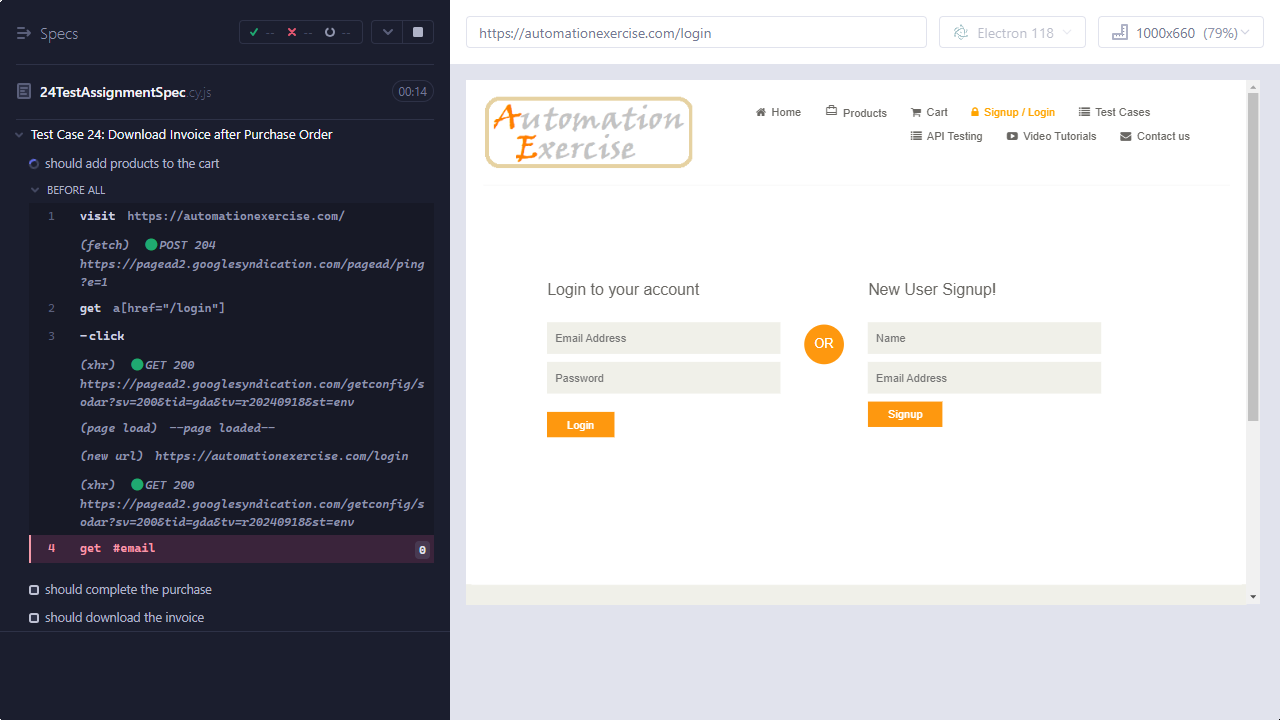 Specs
-- -- --
24TestAssignmentSpec.cy.js 00:14
Test Case 24: Download Invoice after Purchase Order
should add products to the cart
BEFORE ALL
1 visit https://automationexercise.com/
(fetch) POST 204
https://pagead2.googlesyndication.com/pagead/ping
?e=1
2 get a[href="/login"]
3 -click
(xhr) GET 200
https://pagead2.googlesyndication.com/getconfig/s
odar?sv=200&tid=gda&tv=r20240918&st=env
(page load) --page loaded--
(new url) https://automationexercise.com/login
(xhr) GET 200
https://pagead2.googlesyndication.com/getconfig/s
odar?sv=200&tid=gda&tv=r20240918&st=env
4 get #email 0
should complete the purchase
should download the invoice
https://automationexercise.com/login
Electron 118
1000x660 (79%)
Automation
Exercise
Home Products Cart Signup / Login Test Cases
API Testing Video Tutorials Contact us
Login to your account
Email Address
Password
Login
OR
New User Signup!
Name
Email Address
Signup